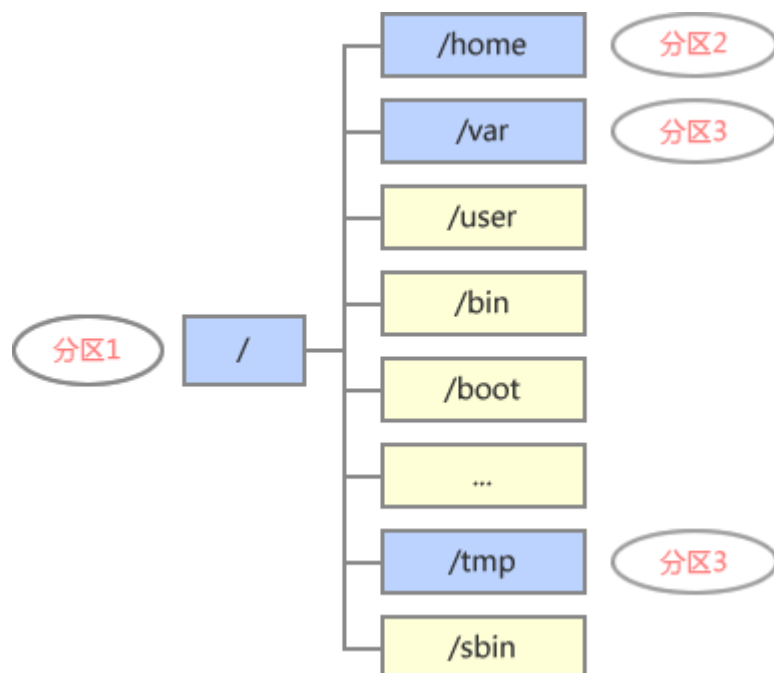 /home 分区2
/var 分区3
/user
/bin
分区1 /
/boot
...
/tmp 分区3
/sbin